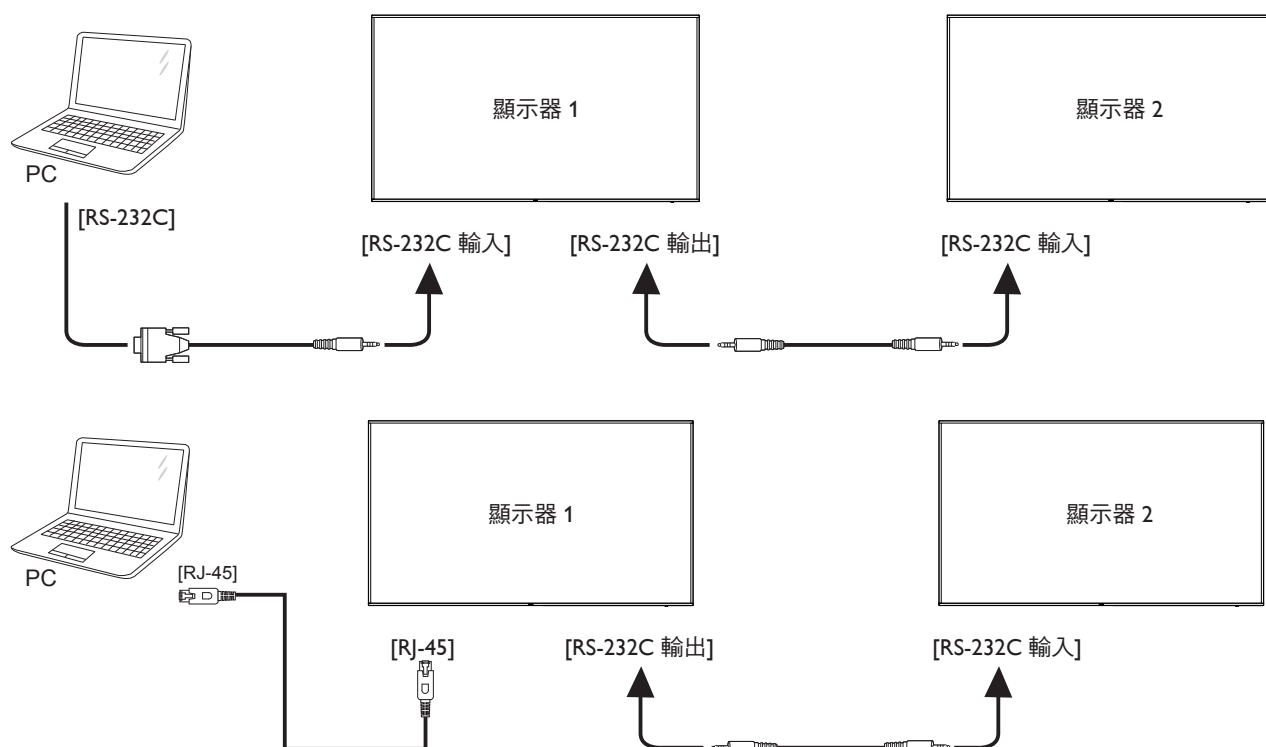 顯示器 1
顯示器 2
PC
[RS-232C]
[RS-232C 輸入]
[RS-232C 輸出]
[RS-232C 輸入]
顯示器 1
顯示器 2
PC
[RJ-45]
[RJ-45]
[RS-232C 輸出]
[RS-232C 輸入]